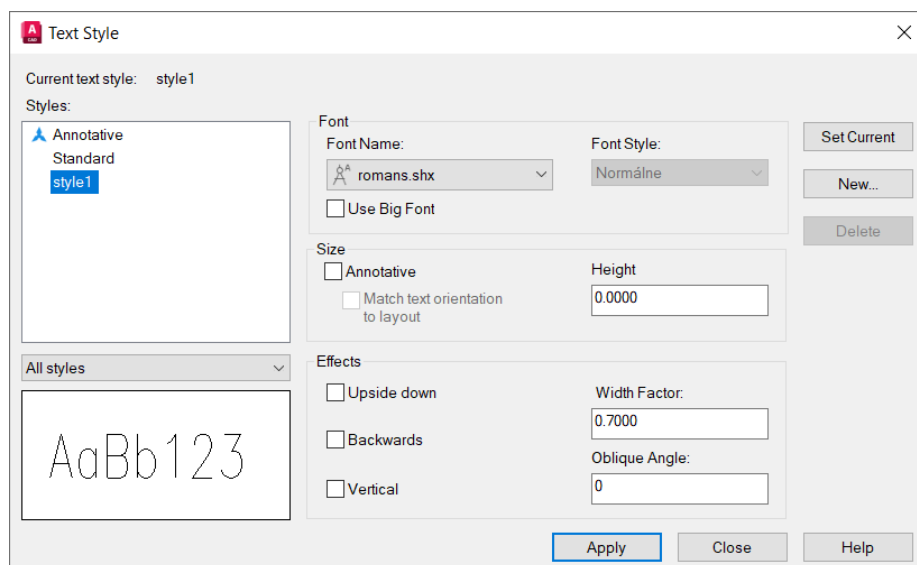 A CAD Text Style
Current text style: style1
Styles:
Annotative
Standard
style1
All styles
AaBb123
Font
Font Name:
romans.shx
Use Big Font
Font Style:
Normálne
Size
Annotative
Match text orientation
to layout
Height
0.0000
Effects
Upside down
Backwards
Vertical
Width Factor:
0.7000
Oblique Angle:
0
Set Current
New...
Delete
Apply
Close
Help